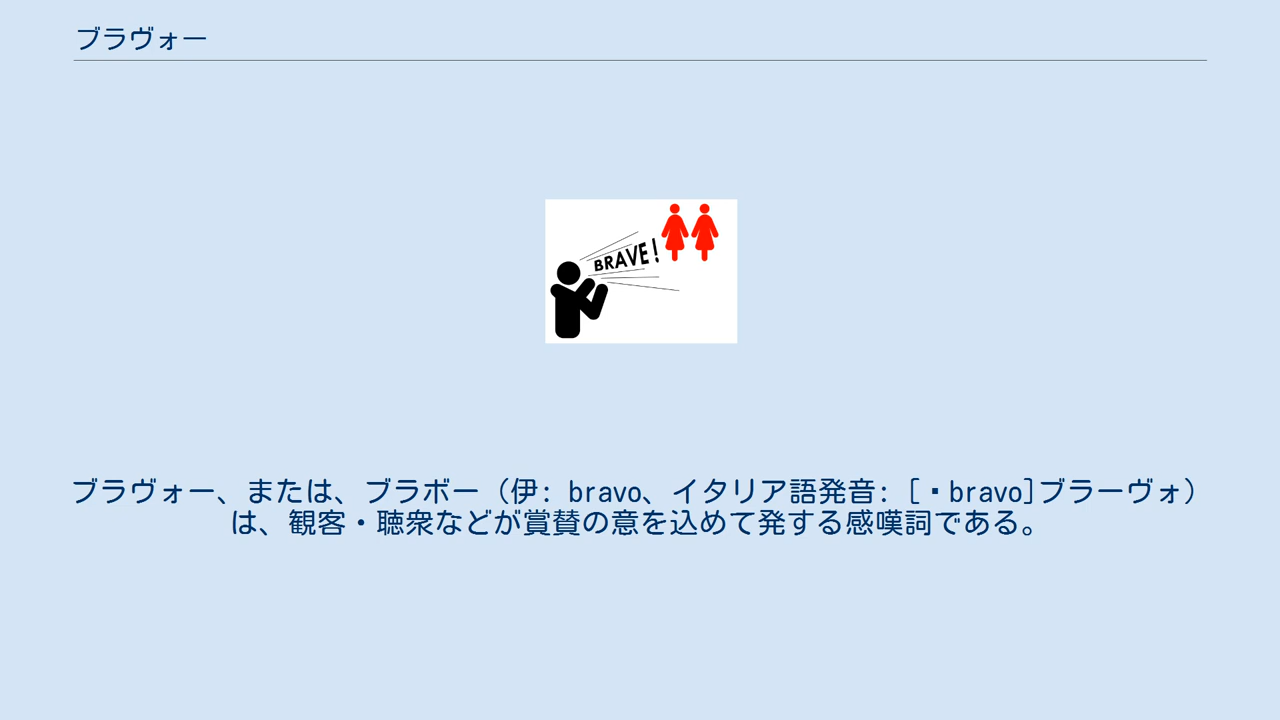 ブラヴォー
BRAVE!
ブラヴォー、または、ブラボー（伊: bravo、イタリア語発音: [▪bravo]ブラーヴォ）
は、観客・聴衆などが賞賛の意を込めて発する感嘆詞である。